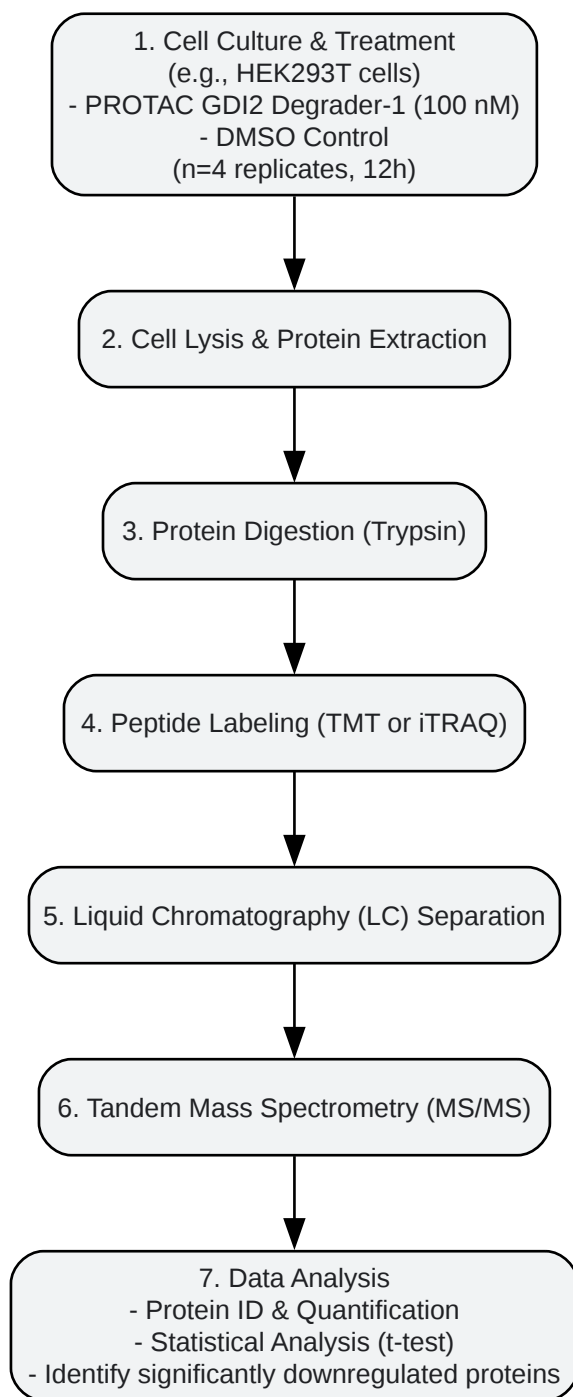 1. Cell Culture & Treatment
(e.g., HEK293T cells)
- PROTAC GDI2 Degrader-1 (100 nM)
- DMSO Control
(n=4 replicates, 12h)
2. Cell Lysis & Protein Extraction
3. Protein Digestion (Trypsin)
4. Peptide Labeling (TMT or iTRAQ)
5. Liquid Chromatography (LC) Separation
6. Tandem Mass Spectrometry (MS/MS)
7. Data Analysis
- Protein ID & Quantification
- Statistical Analysis (t-test)
- Identify significantly downregulated proteins